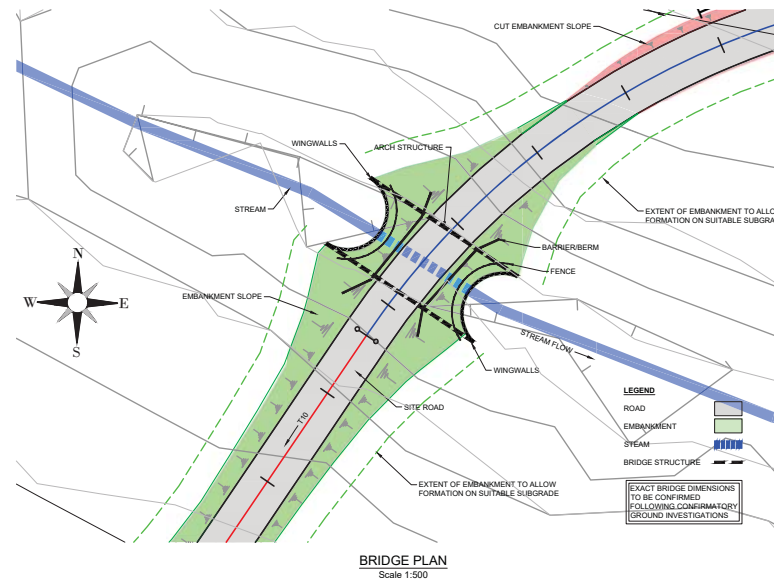 CUT EMBANKMENT SLOPE
WINGWALLS
ARCH STRUCTURE
STREAM
EXTENT OF EMBANKMENT TO ALLOW
FORMATION ON SUITABLE SUBGRA
BARRIER/BERM
FENCE
N
W
E
S
EMBANKMENT SLOPE
STREAM FLOW
WINGWALLS
SITE ROAD
T10
EXTENT OF EMBANKMENT TO ALLOW
FORMATION ON SUITABLE SUBGRADE
LEGEND
ROAD
EMBANKMENT
STEAM
BRIDGE STRUCTURE
EXACT BRIDGE DIMENSIONS
TO BE CONFIRMED
FOLLOWING CONFIRMATORY
GROUND INVESTIGATIONS
BRIDGE PLAN
Scale 1:500